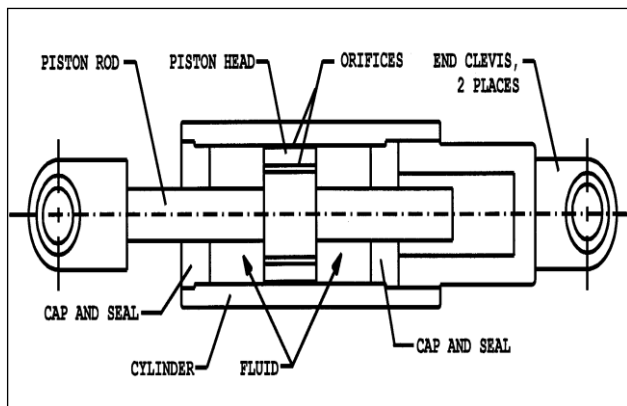 PISTON ROD
PISTON HEAD
ORIFICES
END CLEVIS,
2 PLACES
CAP AND SEAL
CYLINDER
FLUID
CAP AND SEAL